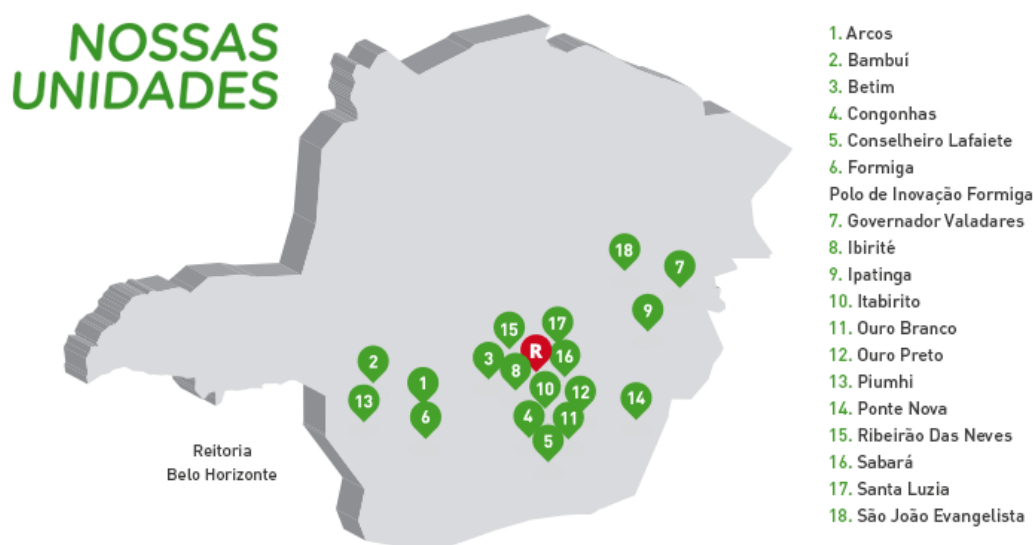 NOSSAS
UNIDADES
1. Arcos
2. Bambuí
3. Betim
4. Congonhas
5. Conselheiro Lafaiete
6. Formiga
Polo de Inovação Formiga
7. Governador Valadares
8. Ibirité
9. Ipatinga
10. Itabirito
11. Ouro Branco
12. Ouro Preto
13. Piumhi
14. Ponte Nova
15. Ribeirão Das Neves
16. Sabará
17. Santa Luzia
18. São João Evangelista
18
7
9
17
15
R
16
3
8
2
1
10
12
13
14
6
4
11
5
Reitoria
Belo Horizonte